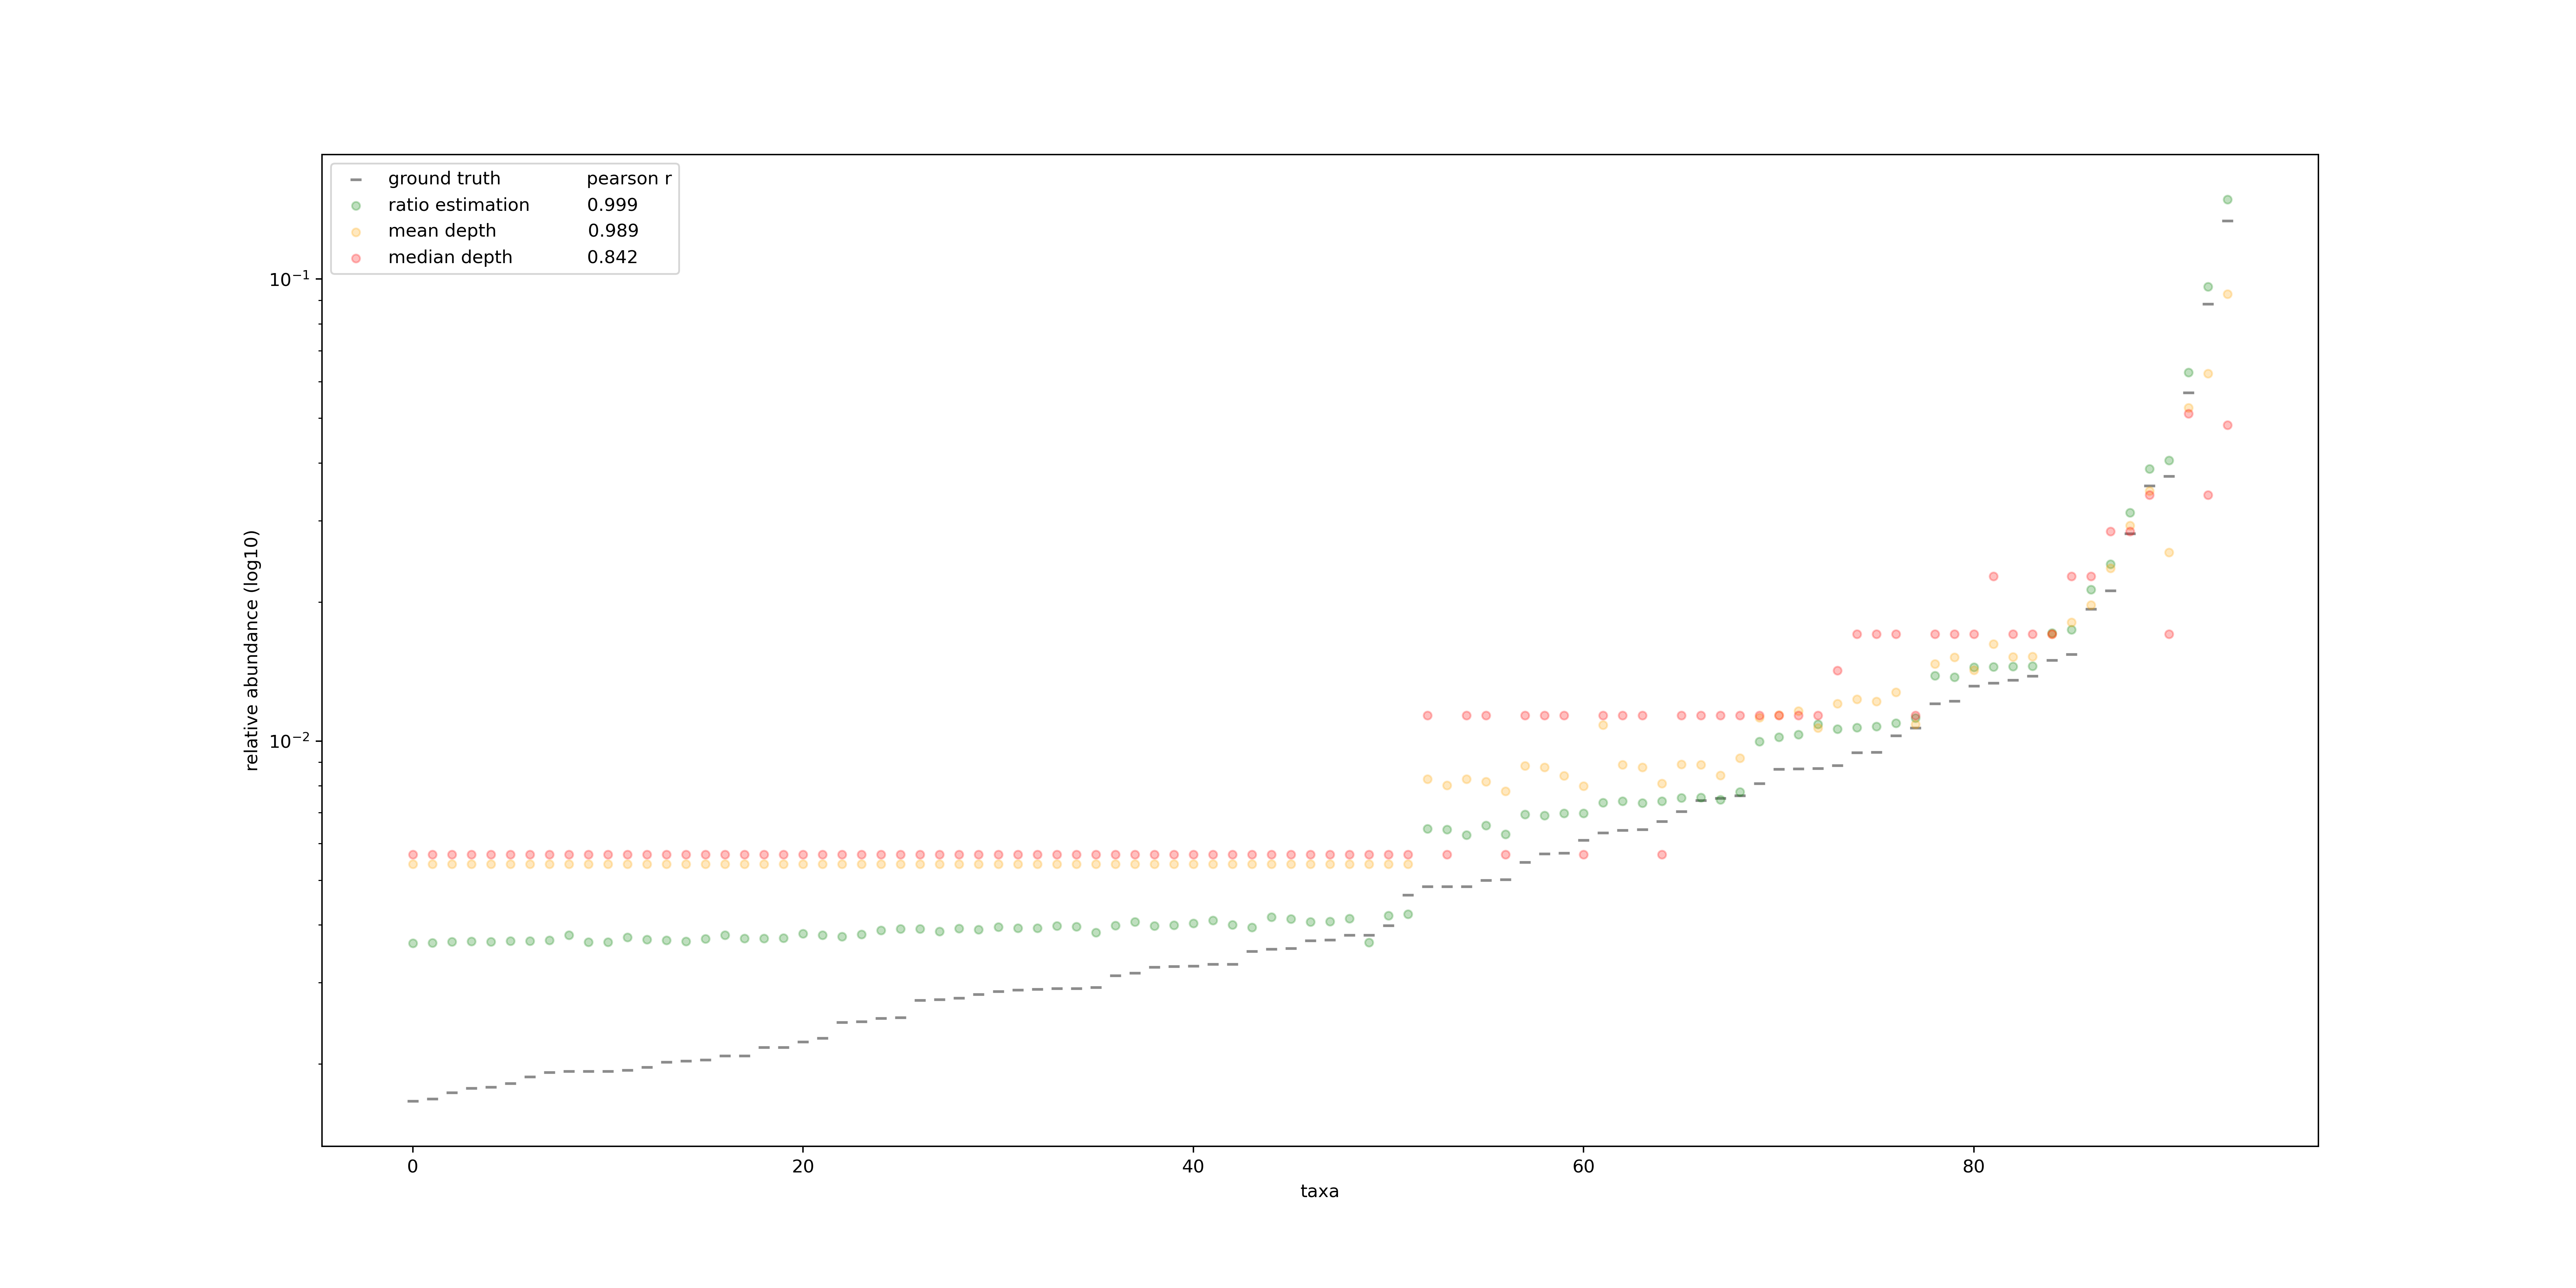 ground truth pearson r
ratio estimation 0.999
mean depth 0.989
median depth 0.842
10⁻¹
10⁻²
relative abundance (log10)
0 20 40 60 80
taxa